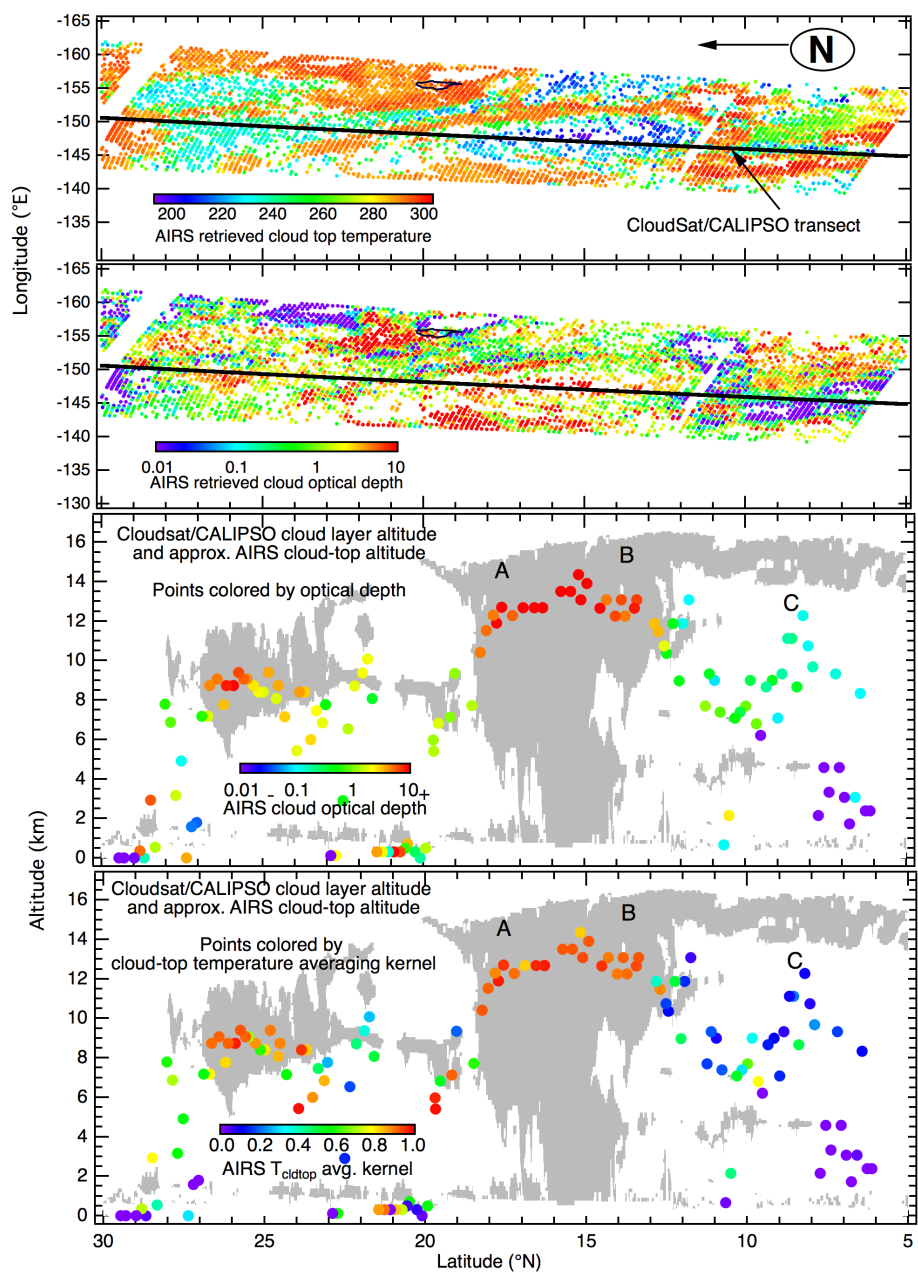 -165
-160
-155
-150
-145
-140
-135
N
200 220 240 260 280 300
AIRS retrieved cloud top temperature
CloudSat/CALIPSO transect
Longitude (°E)
-165
-160
-155
-150
-145
-140
-135
-130
0.01 0.1 1 10
AIRS retrieved cloud optical depth
16
14
12
10
8
6
4
2
0
Cloudsat/CALIPSO cloud layer altitude
and approx. AIRS cloud-top altitude
Points colored by optical depth
A
B
C
0.01 0.1 1 10+
AIRS cloud optical depth
Altitude (km)
16
14
12
10
8
6
4
2
0
Cloudsat/CALIPSO cloud layer altitude
and approx. AIRS cloud-top altitude
Points colored by
cloud-top temperature averaging kernel
A
B
C
0.0 0.2 0.4 0.6 0.8 1.0
AIRS Tcldtop avg. kernel
30 25 20 15 10 5
Latitude (°N)